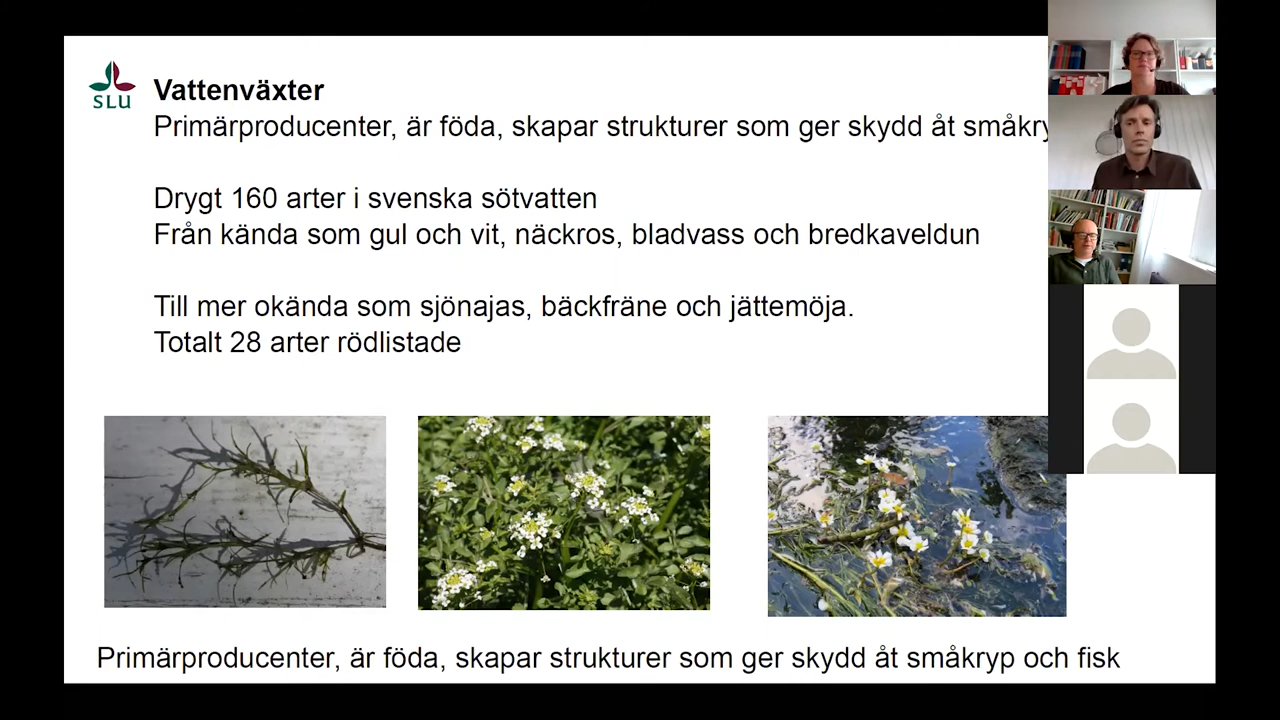 SLU
Vattenväxter
Primärproducenter, är föda, skapar strukturer som ger skydd åt småkry
Drygt 160 arter i svenska sötvatten
Från kända som gul och vit, näckros, bladvass och bredkaveldun
Till mer okända som sjönajas, bäckfräne och jättemöja.
Totalt 28 arter rödlistade
Primärproducenter, är föda, skapar strukturer som ger skydd åt småkryp och fisk